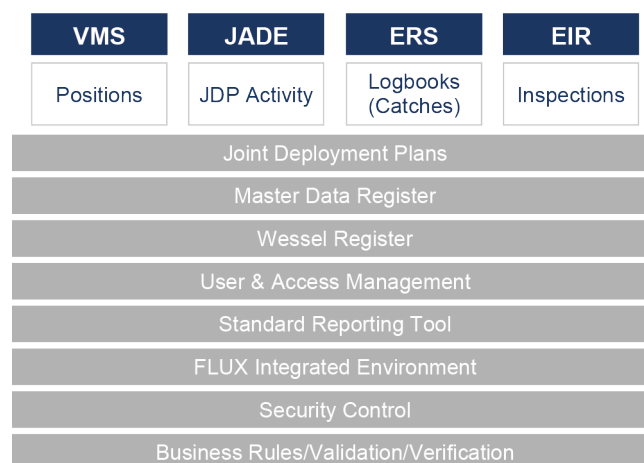 VMS JADE ERS EIR
Positions JDP Activity Logbooks (Catches) Inspections
Joint Deployment Plans
Master Data Register
Wessel Register
User & Access Management
Standard Reporting Tool
FLUX Integrated Environment
Security Control
Business Rules/Validation/Verification